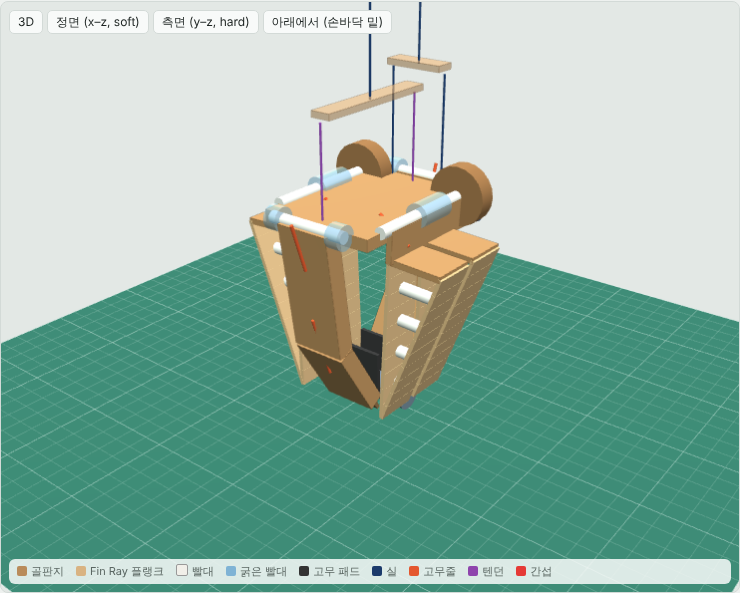 3D 정면 (x–z, soft) 측면 (y–z, hard) 아래에서 (손바닥 밑)
골판지 Fin Ray 플랭크 빨대 굵은 빨대 고무 패드 실 고무줄 텐던 간섭